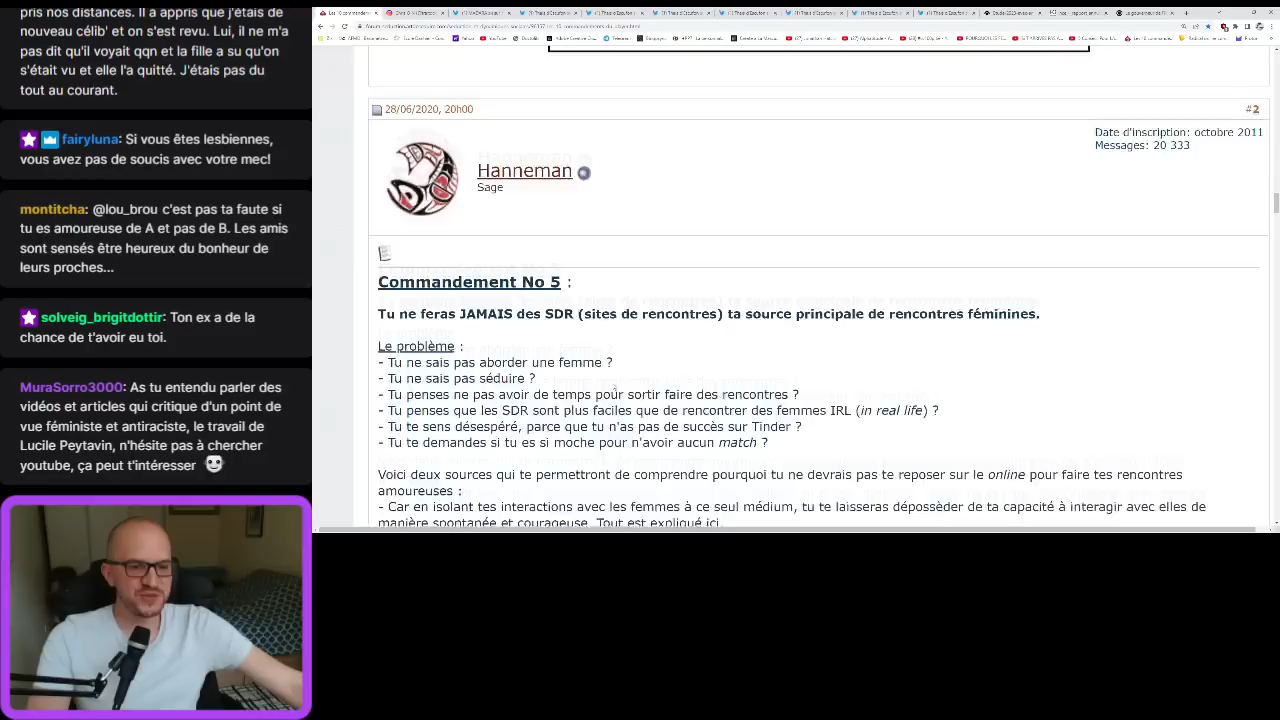 pris de distances. Il a appris que j'étais de
nouveau célib' et on s'est revu. Lui, il ne m'a
pas dit qu'il voyait qqn et la fille a su qu'on
s'était vu et elle l'a quitté. J'étais pas du
tout au courant.
fairyluna: Si vous êtes lesbiennes,
vous avez pas de soucis avec votre mec!
montitcha: @lou_brou c'est pas ta faute si
tu es amoureuse de A et pas de B. Les amis
sont sensés être heureux du bonheur de
leurs proches...
solveig_brigitdottir: Ton ex a de la
chance de t'avoir eu toi.
MuraSorro3000: As tu entendu parler des
vidéos et articles qui critique d'un point de
vue féministe et antiraciste, le travail de
Lucile Peytavin, n'hésite pas à chercher
youtube, ça peut t'intéresser
28/06/2020, 20h00
#2
Hanneman
Sage
Date d'inscription: octobre 2011
Messages: 20 333
Commandement No 5 :
Tu ne feras JAMAIS des SDR (sites de rencontres) ta source principale de rencontres féminines.
Le problème :
- Tu ne sais pas aborder une femme ?
- Tu ne sais pas séduire ?
- Tu penses ne pas avoir de temps pour sortir faire des rencontres ?
- Tu penses que les SDR sont plus faciles que de rencontrer des femmes IRL (in real life) ?
- Tu te sens désespéré, parce que tu n'as pas de succès sur Tinder ?
- Tu te demandes si tu es si moche pour n'avoir aucun match ?
Voici deux sources qui te permettront de comprendre pourquoi tu ne devrais pas te reposer sur le online pour faire tes rencontres
amoureuses :
- Car en isolant tes interactions avec les femmes à ce seul médium, tu te laisseras dépossèder de ta capacité à interagir avec elles de
manière spontanée et courageuse. Tout est expliqué ici.